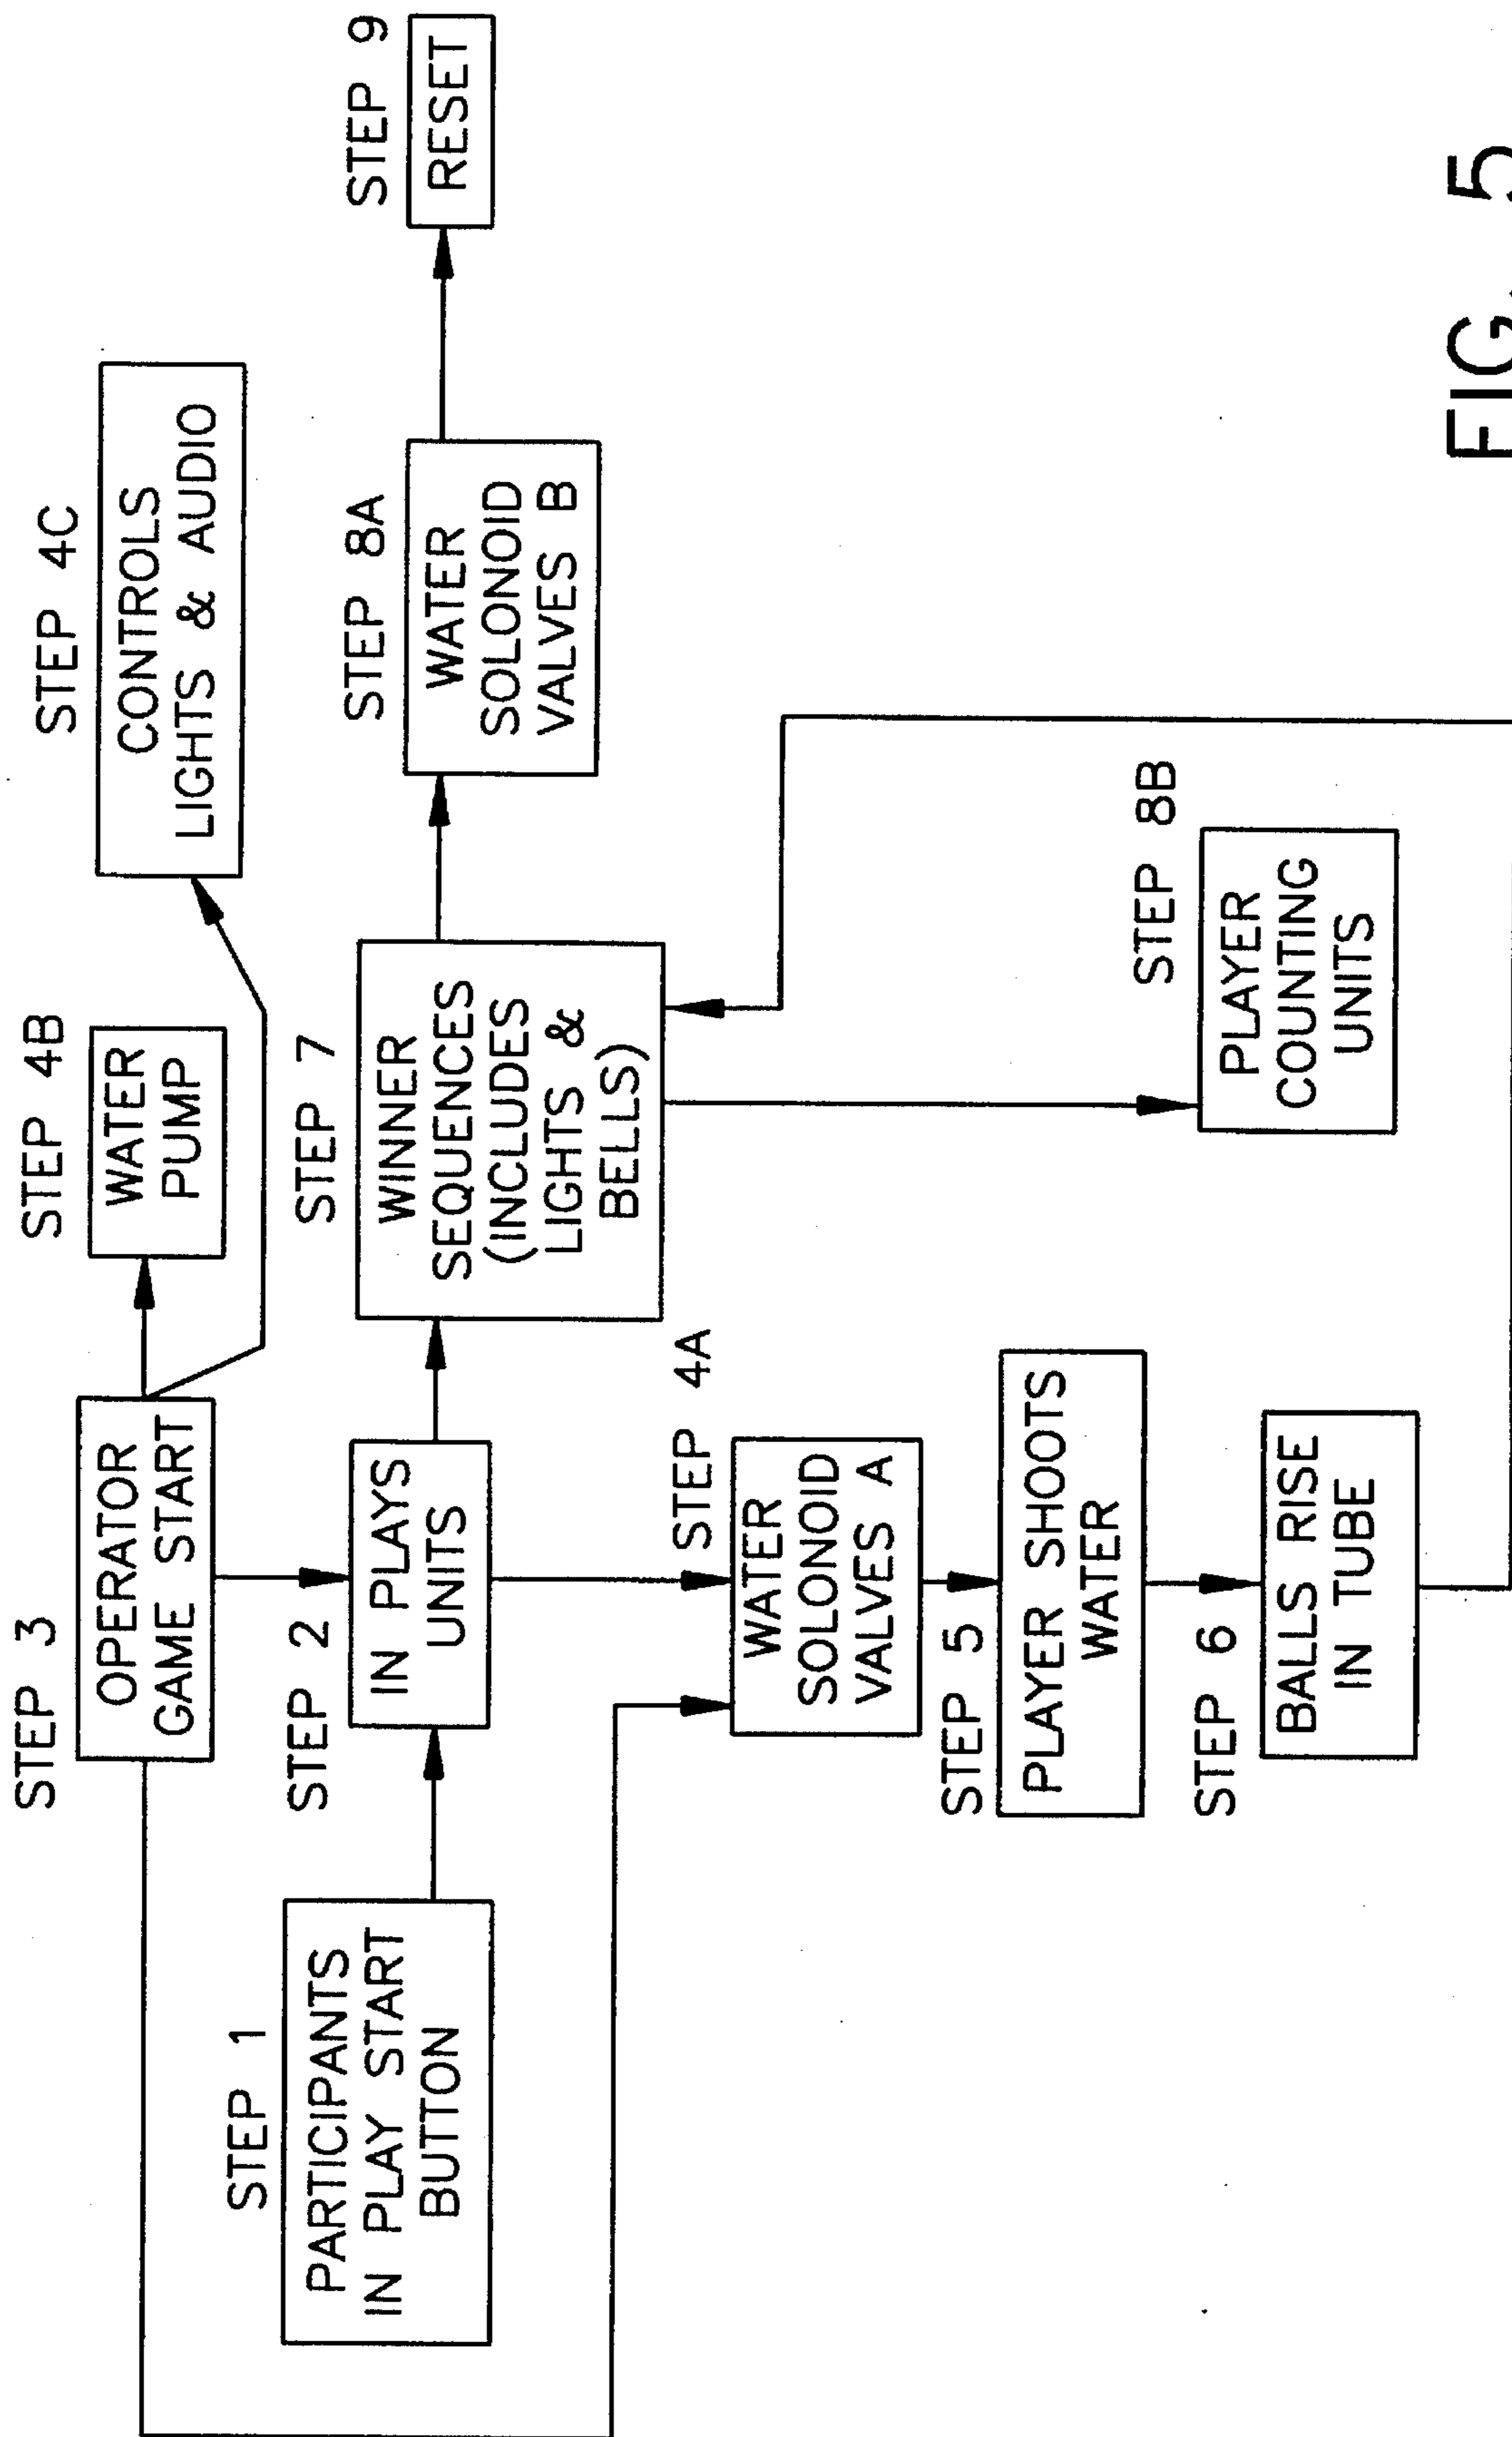 STEP 3
OPERATOR
GAME START
STEP 4B
WATER
PUMP
STEP 4C
CONTROLS
LIGHTS & AUDIO
STEP 1
PARTICIPANTS
IN PLAY START
BUTTON
STEP 2
IN PLAYS
UNITS
STEP 7
WINNER
SEQUENCES
(INCLUDES
LIGHTS &
BELLS)
STEP 8A
WATER
SOLONOID
VALVES B
STEP 9
RESET
STEP 4A
WATER
SOLONOID
VALVES A
STEP 5
PLAYER SHOOTS
WATER
STEP 6
BALLS RISE
IN TUBE
STEP 8B
PLAYER
COUNTING
UNITS
FIG. 5